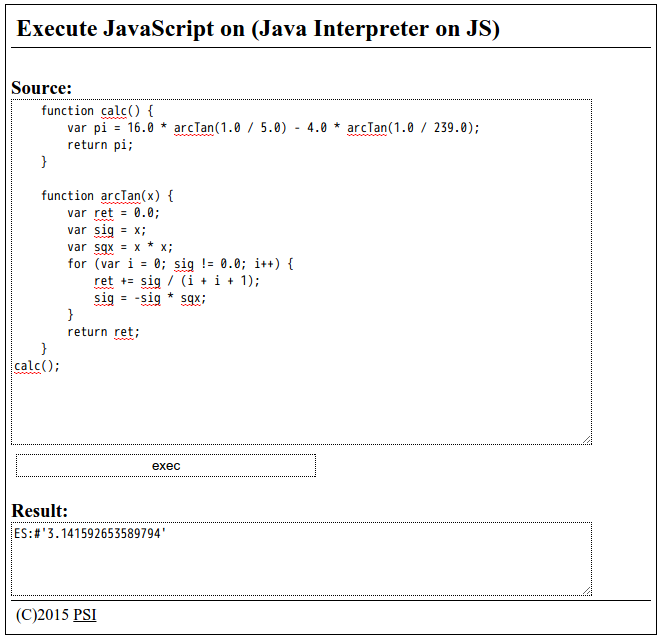 Execute JavaScript on (Java Interpreter on JS)
Source:
    function calc() {
        var pi = 16.0 * arcTan(1.0 / 5.0) - 4.0 * arcTan(1.0 / 239.0);
        return pi;
    }

    function arcTan(x) {
        var ret = 0.0;
        var sig = x;
        var sqx = x * x;
        for (var i = 0; sig != 0.0; i++) {
            ret += sig / (i + i + 1);
            sig = -sig * sqx;
        }
        return ret;
    }
calc();
exec
Result:
ES:#'3.141592653589794'
(C)2015 PSI